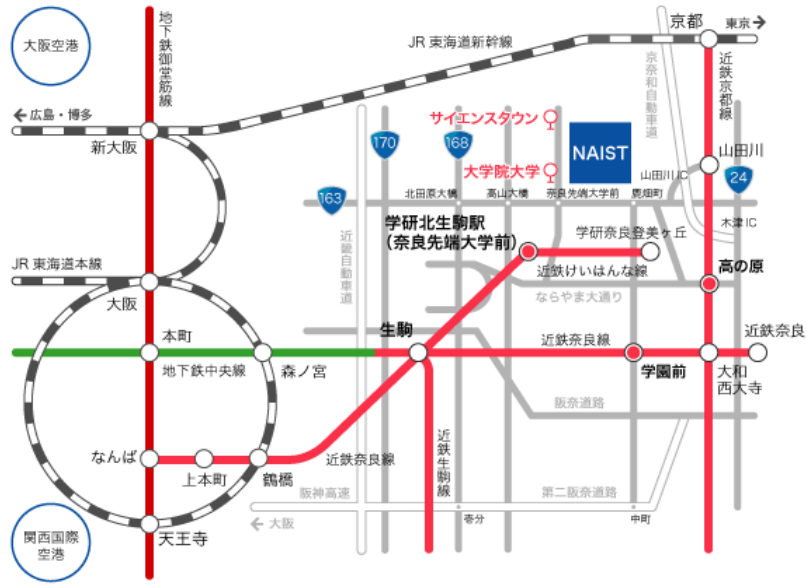 大阪空港
地下鉄御堂筋線
JR 東海道新幹線
京都
東京
広島・博多
新大阪
京奈和自動車道
近鉄京都線
サイエンスタウン
170
168
NAIST
大学院大学
山田川
山田川IC
24
163
北田原大橋
高山大橋
奈良先端大学前
鹿畑町
木津IC
学研北生駒駅
(奈良先端大学前)
学研奈良登美ヶ丘
近畿自動車道
JR 東海道本線
近鉄けいはんな線
高の原
大阪
ならやま大通り
本町
生駒
近鉄奈良線
近鉄奈良
地下鉄中央線
森ノ宮
学園前
大和
西大寺
阪奈道路
なんば
上本町
鶴橋
近鉄奈良線
近鉄生駒線
阪神高速
第二阪奈道路
大阪
壱分
中町
関西国際
空港
天王寺